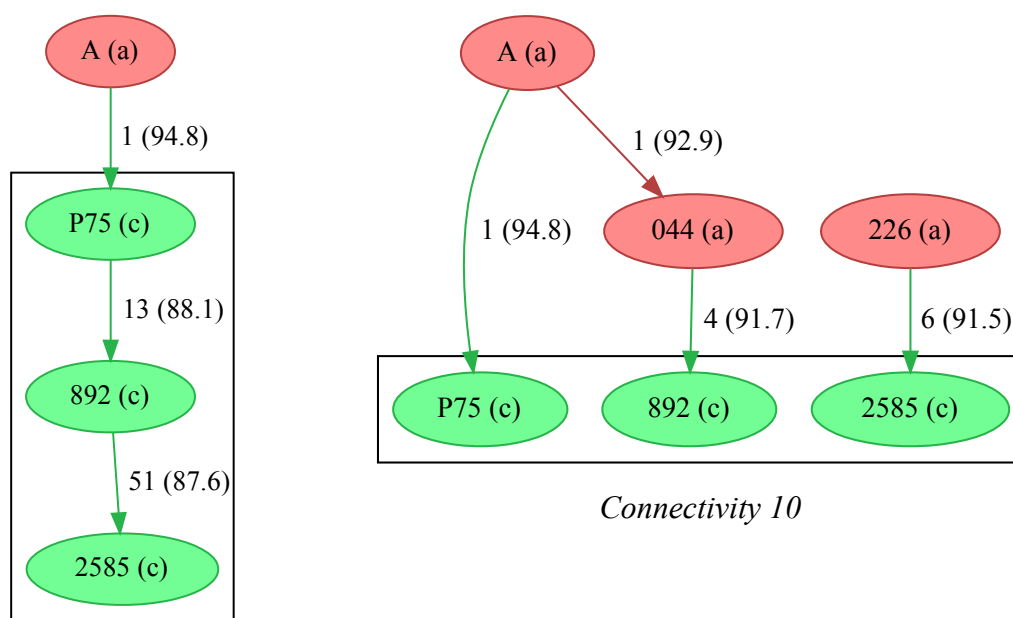 A (a)
1 (94.8)
P75 (c)
13 (88.1)
892 (c)
51 (87.6)
2585 (c)
A (a)
1 (92.9)
1 (94.8)
044 (a)
226 (a)
4 (91.7)
6 (91.5)
P75 (c)
892 (c)
2585 (c)
Connectivity 10